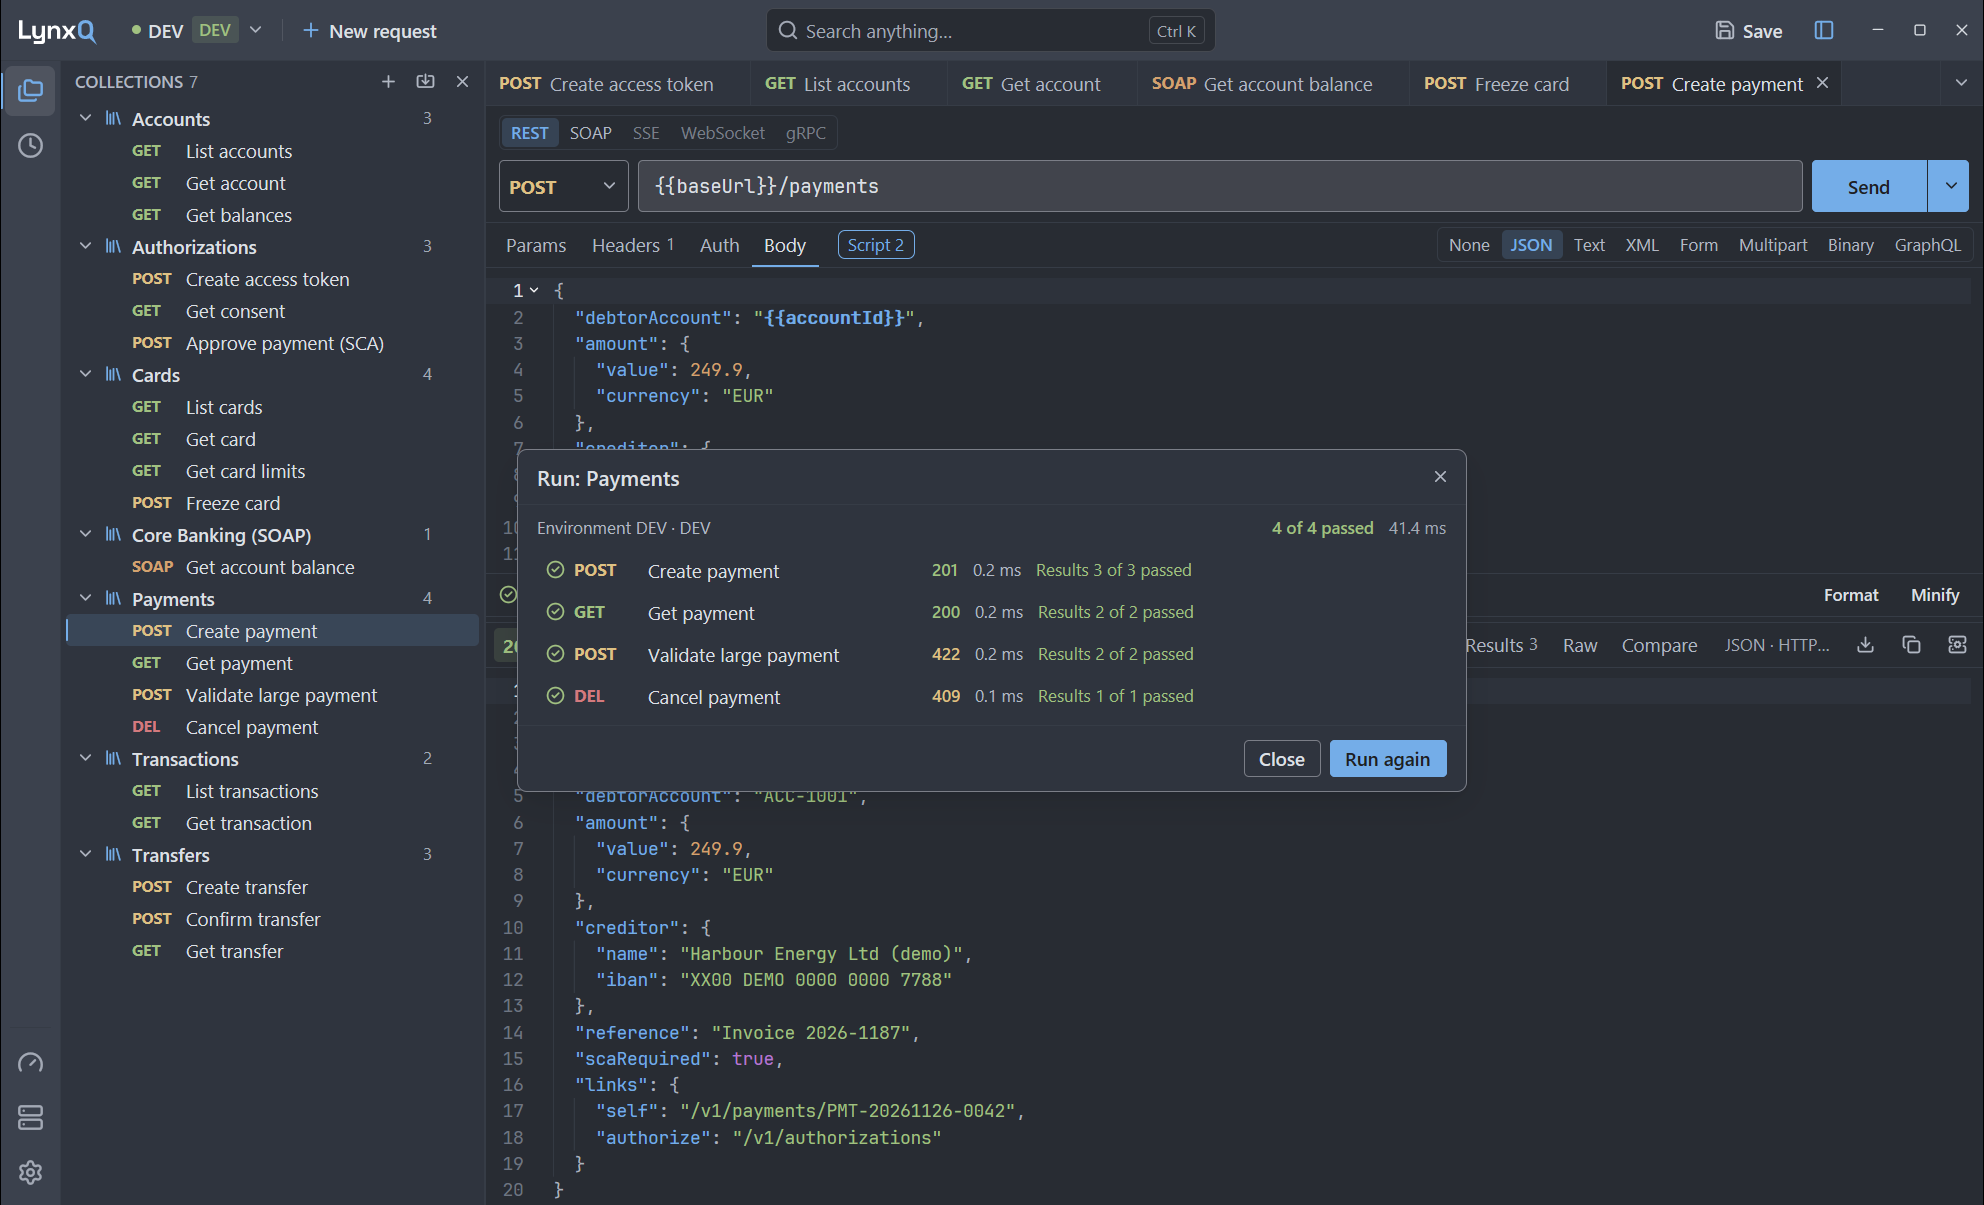 LynxQ
DEV DEV
New request
Search anything... Ctrl K
Save
COLLECTIONS 7
Accounts 3
GET List accounts
GET Get account
GET Get balances
Authorizations 3
POST Create access token
GET Get consent
POST Approve payment (SCA)
Cards 4
GET List cards
GET Get card
GET Get card limits
POST Freeze card
Core Banking (SOAP) 1
SOAP Get account balance
Payments 4
POST Create payment
GET Get payment
POST Validate large payment
DEL Cancel payment
Transactions 2
GET List transactions
GET Get transaction
Transfers 3
POST Create transfer
POST Confirm transfer
GET Get transfer
POST Create access token
GET List accounts
GET Get account
SOAP Get account balance
POST Freeze card
POST Create payment
REST SOAP SSE WebSocket gRPC
POST {{baseUrl}}/payments Send
Params Headers 1 Auth Body Script 2
None JSON Text XML Form Multipart Binary GraphQL
1 {
2 "debtorAccount": "{{accountId}}",
3 "amount": {
4 "value": 249.9,
5 "currency": "EUR"
6 },
7 "creditor": {
10
11
Format Minify
Results 3 Raw Compare JSON · HTTP...
Run: Payments
Environment DEV · DEV 4 of 4 passed 41.4 ms
POST Create payment 201 0.2 ms Results 3 of 3 passed
GET Get payment 200 0.2 ms Results 2 of 2 passed
POST Validate large payment 422 0.2 ms Results 2 of 2 passed
DEL Cancel payment 409 0.1 ms Results 1 of 1 passed
Close Run again
5 "debtorAccount": "ACC-1001",
6 "amount": {
7 "value": 249.9,
8 "currency": "EUR"
9 },
10 "creditor": {
11 "name": "Harbour Energy Ltd (demo)",
12 "iban": "XX00 DEMO 0000 0000 7788"
13 },
14 "reference": "Invoice 2026-1187",
15 "scaRequired": true,
16 "links": {
17 "self": "/v1/payments/PMT-20261126-0042",
18 "authorize": "/v1/authorizations"
19 }
20 }